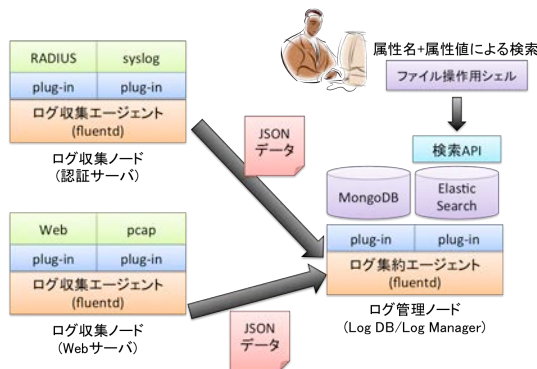 RADIUS
syslog
plug-in
plug-in
ログ収集エージェント
(fluentd)
ログ収集ノード
(認証サーバ)
Web
pcap
plug-in
plug-in
ログ収集エージェント
(fluentd)
ログ収集ノード
(Webサーバ)
JSON
データ
JSON
データ
属性名+属性値による検索
ファイル操作用シェル
検索API
MongoDB
Elastic
Search
plug-in
plug-in
ログ集約エージェント
(fluentd)
ログ管理ノード
(Log DB/Log Manager)